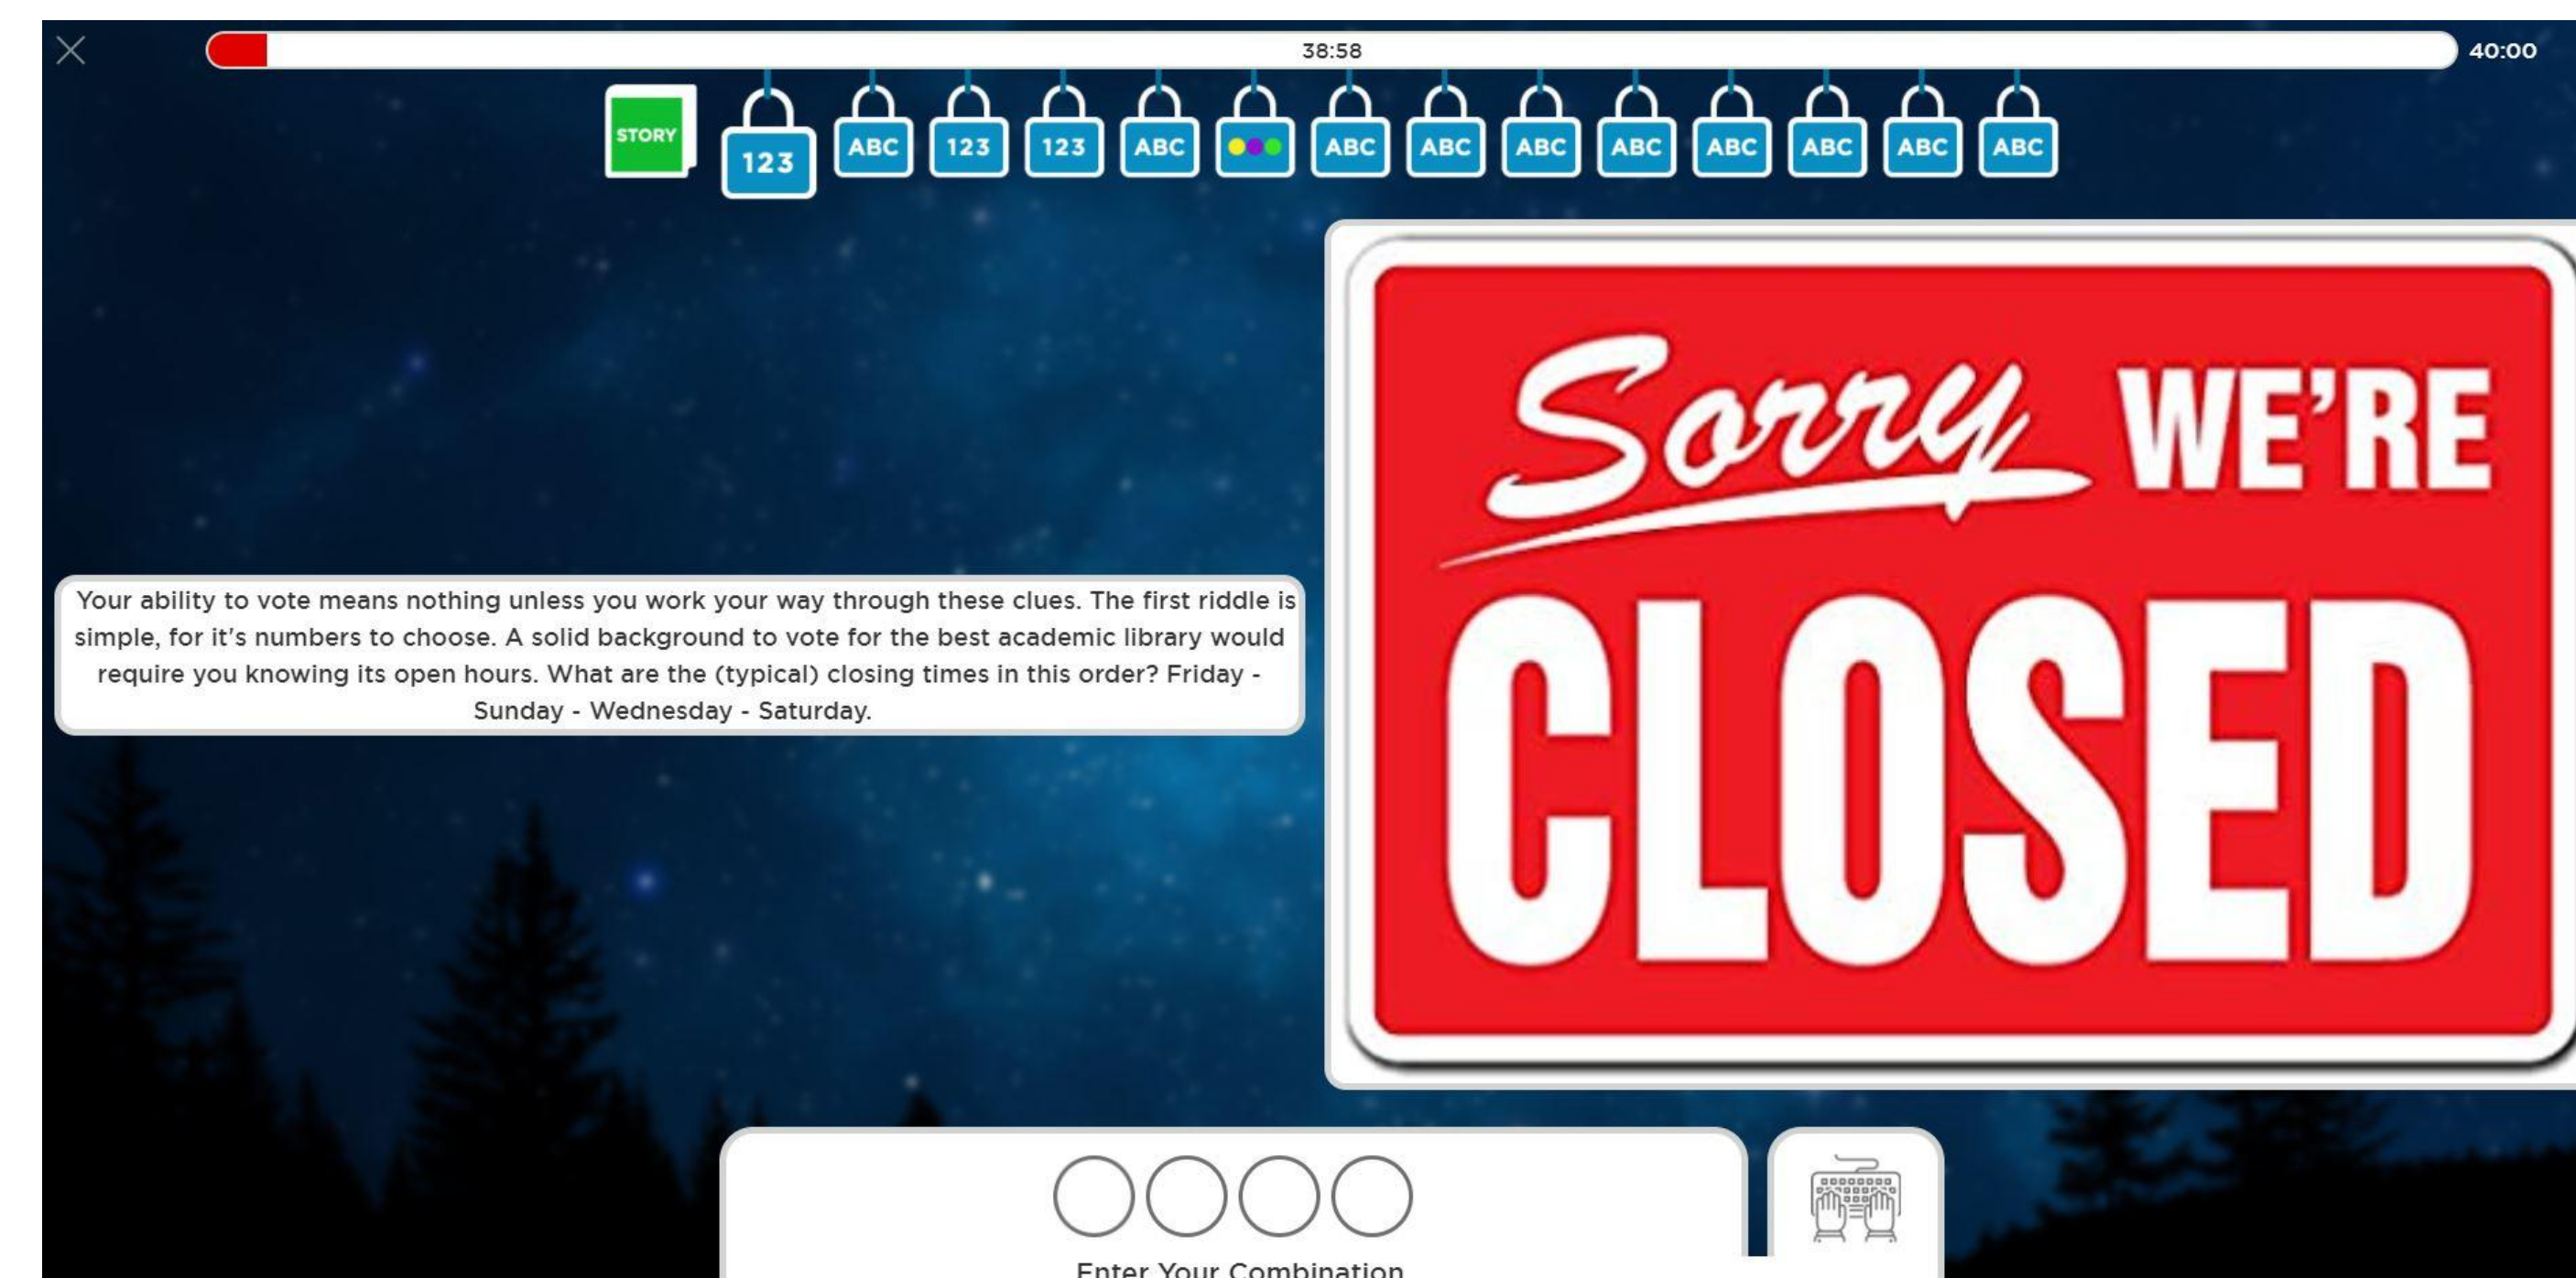 38:58
40:00
STORY
123
ABC
123
123
ABC
ABC
ABC
ABC
ABC
ABC
ABC
ABC
ABC
Your ability to vote means nothing unless you work your way through these clues. The first riddle is
simple, for it's numbers to choose. A solid background to vote for the best academic library would
require you knowing its open hours. What are the (typical) closing times in this order? Friday -
Sunday - Wednesday - Saturday.
Sorry WE'RE
CLOSED
Enter Your Combination